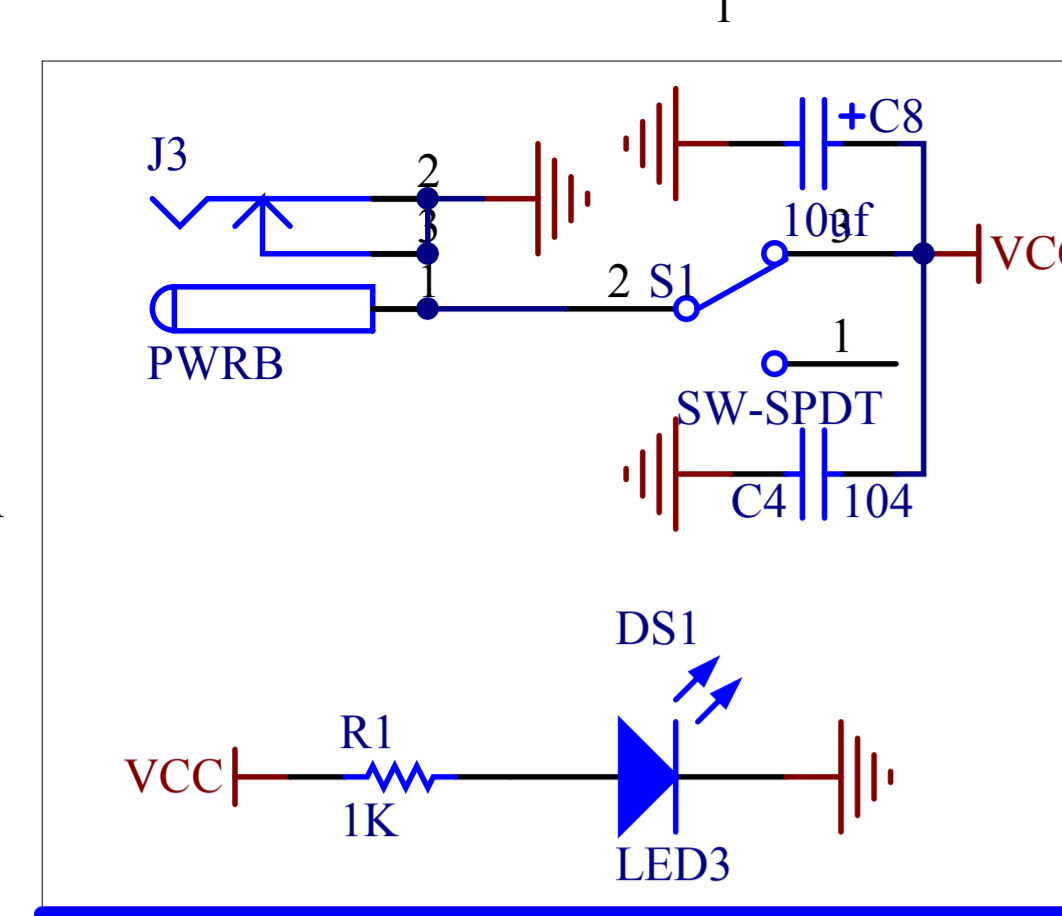 1
J3
2
3
1
PWRB
+C8
10uf
3
VCC
2
S1
1
SW-SPDT
C4
104
DS1
R1
VCC
1K
LED3